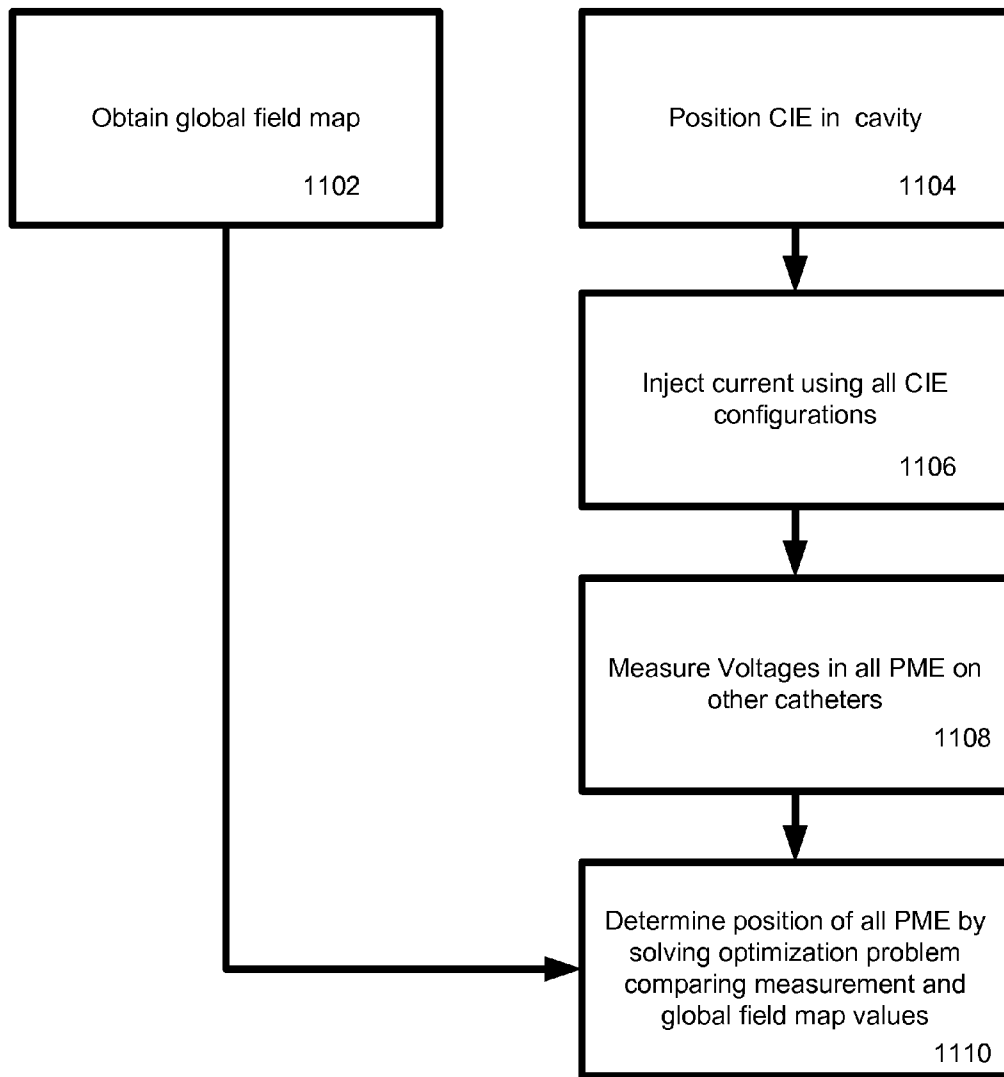 Obtain global field map
1102
Position CIE in cavity
1104
Inject current using all CIE
configurations
1106
Measure Voltages in all PME on
other catheters
1108
Determine position of all PME by
solving optimization problem
comparing measurement and
global field map values
1110